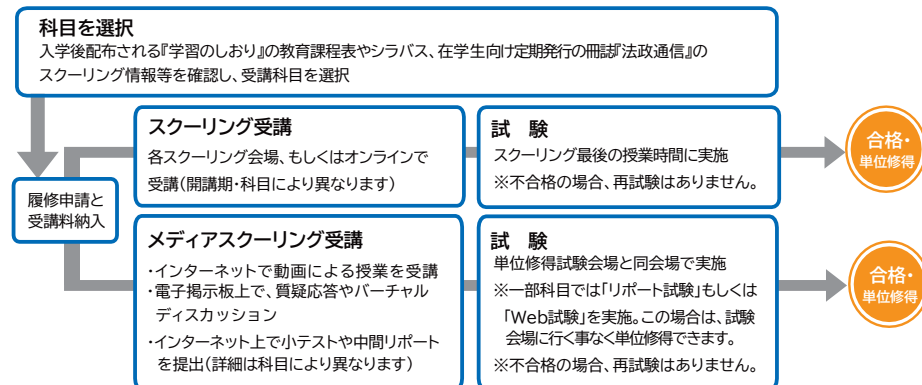 科目を選択
入学後配布される『学習のしおり』の教育課程表やシラバス、在学生向け定期発行の冊誌『法政通信』の
スクーリング情報等を確認し、受講科目を選択
履修申請と
受講料納入
スクーリング受講
各スクーリング会場、もしくはオンラインで
受講(開講期・科目により異なります)
試　験
スクーリング最後の授業時間に実施
※不合格の場合、再試験はありません。
合格・
単位修得
メディアスクーリング受講
・インターネットで動画による授業を受講
・電子掲示板上で、質疑応答やバーチャル
ディスカッション
・インターネット上で小テストや中間リポート
を提出(詳細は科目により異なります)
試　験
単位修得試験会場と同会場で実施
※一部科目では「リポート試験」もしくは
「Web試験」を実施。この場合は、試験
会場に行く事なく単位修得できます。
※不合格の場合、再試験はありません。
合格・
単位修得